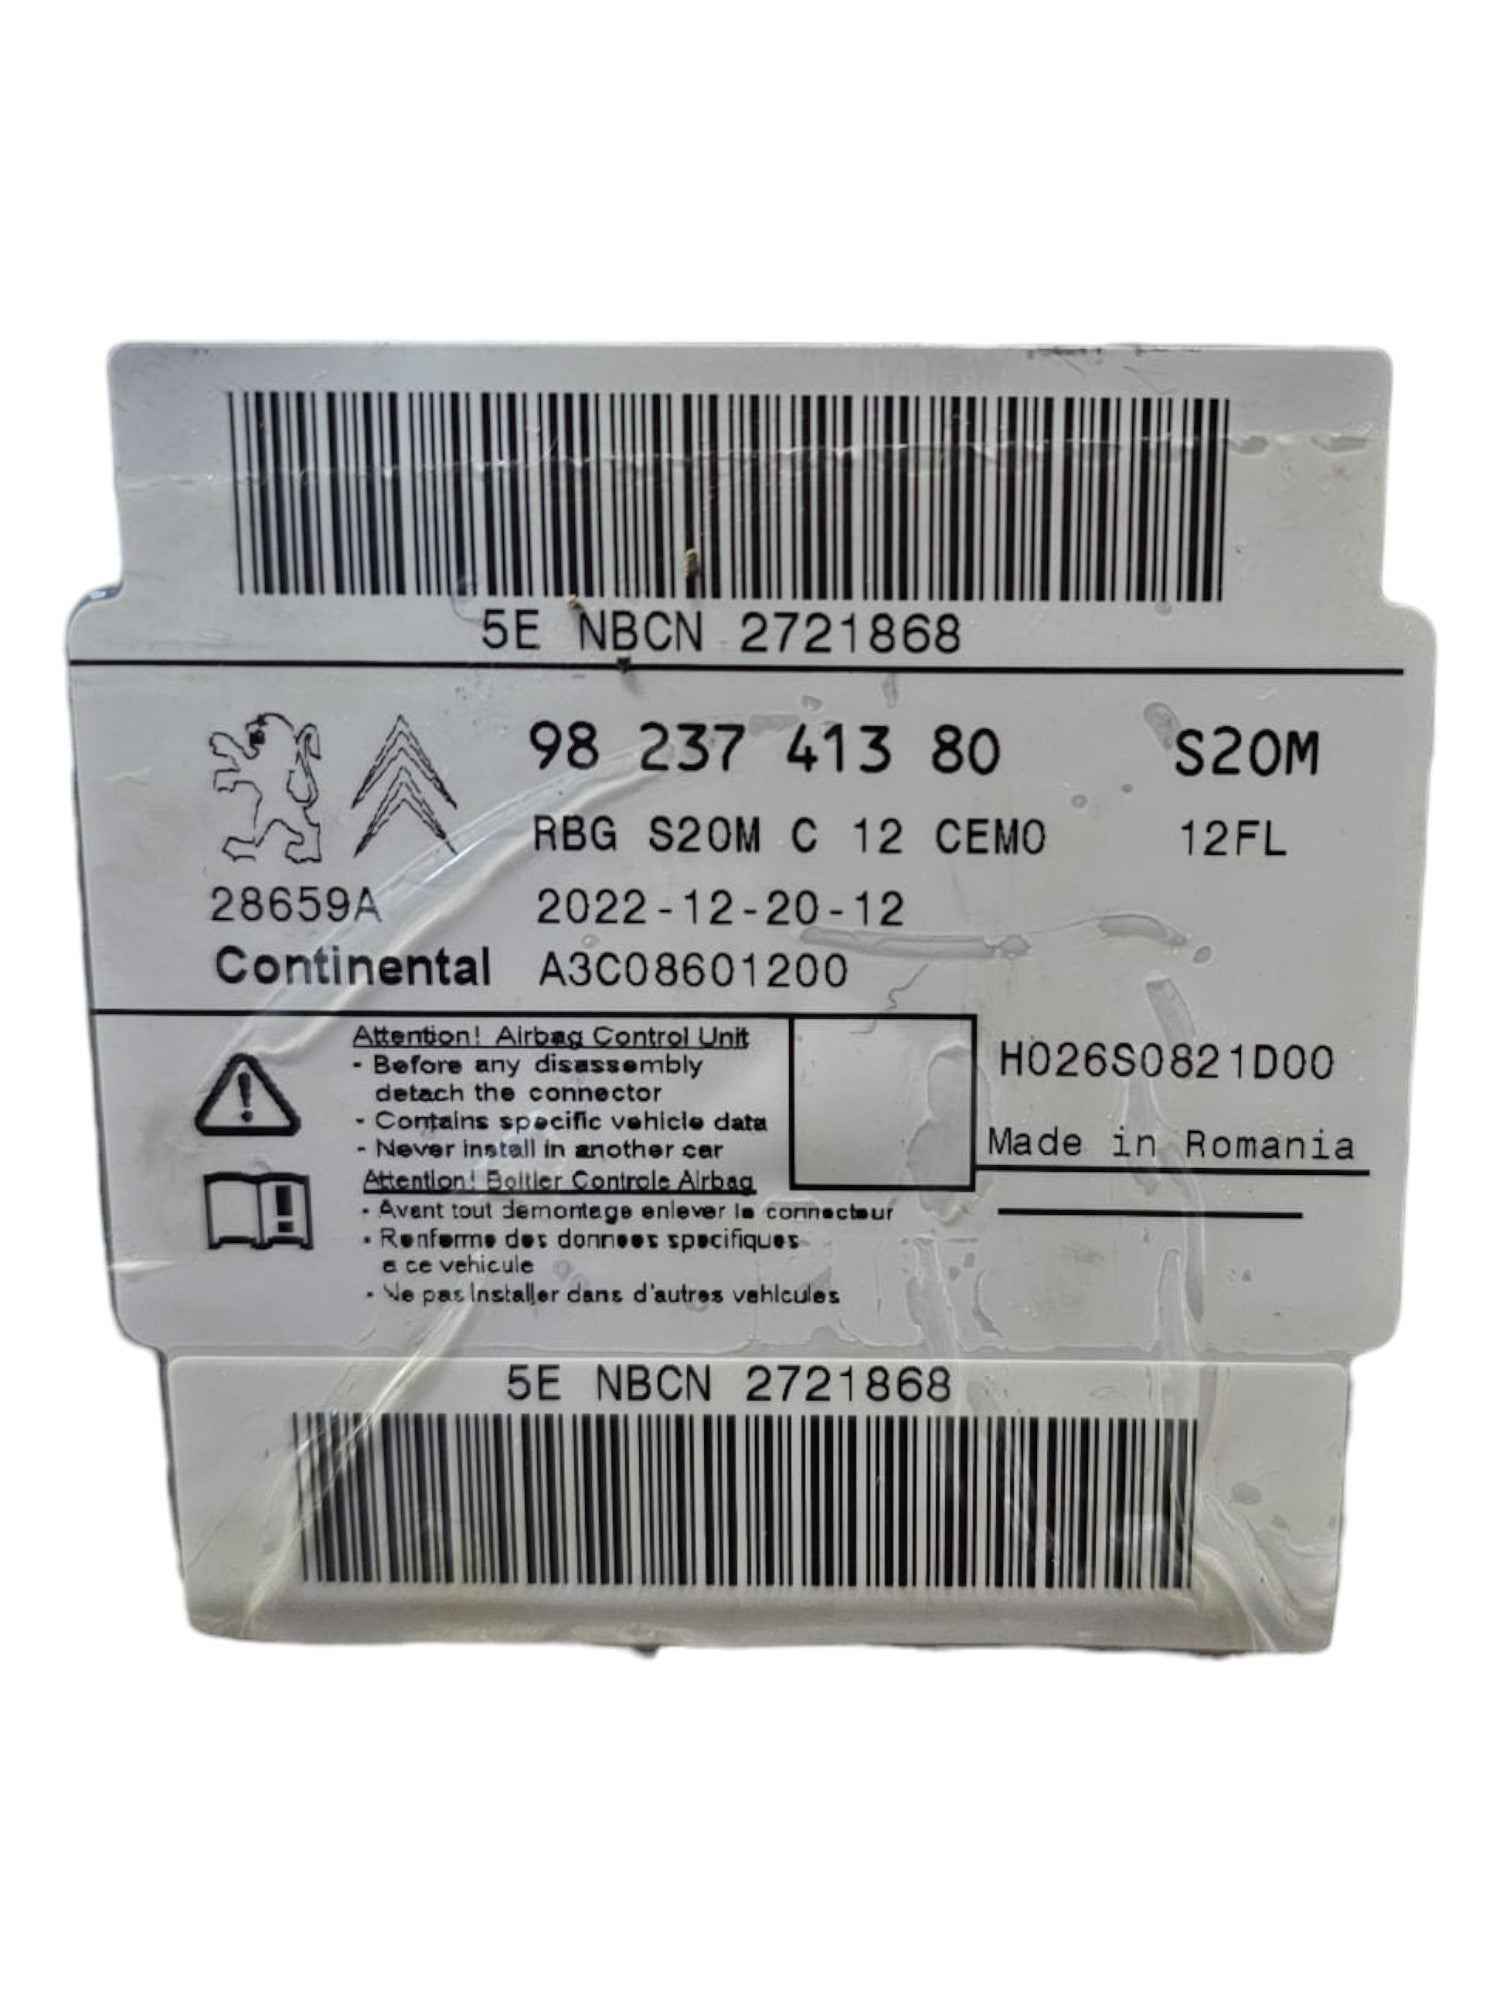 5E NBCN 2721868
98 237 413 80 S20M
RBG S20M C 12 CEM0 12FL
28659A 2022-12-20-12
Continental A3C08601200
Attention! Airbag Control Unit
- Before any disassembly
detach the connector
- Contains specific vehicle data
- Never install in another car
H026S0821D00
Made in Romania
Attention! Boitier Controle Airbag
- Avant tout demontage enlever le connecteur
- Renferme des donnees specifiques
a ce vehicule
- Ne pas installer dans d'autres vehicules
5E NBCN 2721868